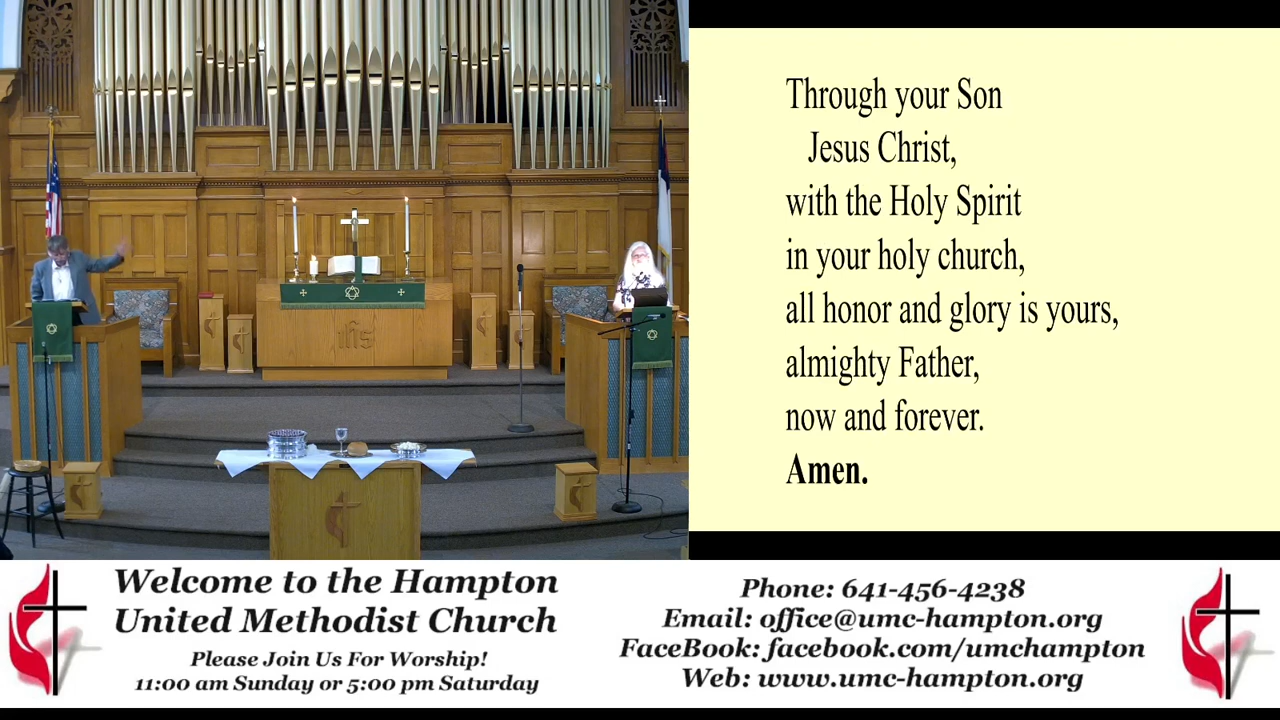 Through your Son
Jesus Christ,
with the Holy Spirit
in your holy church,
all honor and glory is yours,
almighty Father,
now and forever.
Amen.
ihs
Welcome to the Hampton
United Methodist Church
Please Join Us For Worship!
11:00 am Sunday or 5:00 pm Saturday
Phone: 641-456-4238
Email: office@umc-hampton.org
FaceBook: facebook.com/umchampton
Web: www.umc-hampton.org